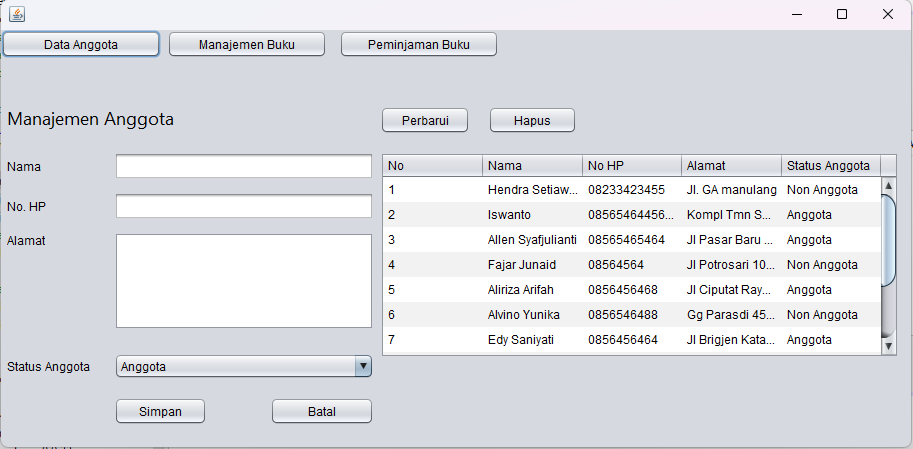 Data Anggota Manajemen Buku Peminjaman Buku
Manajemen Anggota
Perbarui Hapus
Nama
No. HP
Alamat
Status Anggota Anggota
Simpan Batal
No Nama No HP Alamat Status Anggota
1 Hendra Setiaw... 08233423455 Jl. GA manulang Non Anggota
2 Iswanto 08565464456... Kompl Tmn S... Anggota
3 Allen Syafjulianti 08565465464 Jl Pasar Baru ... Anggota
4 Fajar Junaid 08564564 Jl Potrosari 10... Non Anggota
5 Aliriza Arifah 0856456468 Jl Ciputat Ray... Anggota
6 Alvino Yunika 0856546488 Gg Parasdi 45... Non Anggota
7 Edy Saniyati 0856456464 Jl Brigjen Kata... Anggota